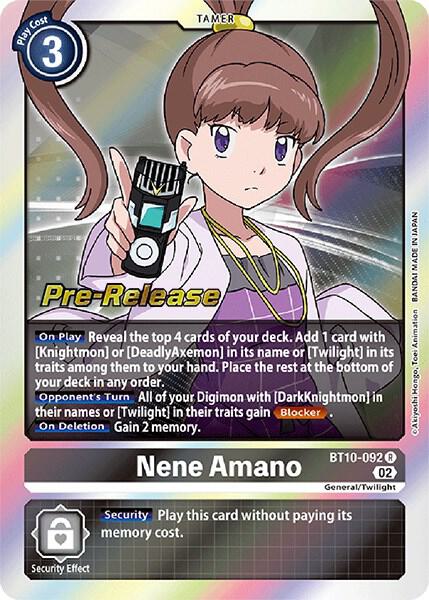 TAMER
Play Cost
3
Pre-Release
On Play Reveal the top 4 cards of your deck. Add 1 card with
[Knightmon] or [DeadlyAxemon] in its name or [Twilight] in its
traits among them to your hand. Place the rest at the bottom of
your deck in any order.
Opponent's Turn All of your Digimon with [DarkKnightmon] in
their names or [Twilight] in their traits gain Blocker .
On Deletion Gain 2 memory.
©Akiyoshi Hongo, Toei Animation BANDAI MADE IN JAPAN
Nene Amano
BT10-092 R
02
General/Twilight
Security Play this card without paying its
memory cost.
Security Effect